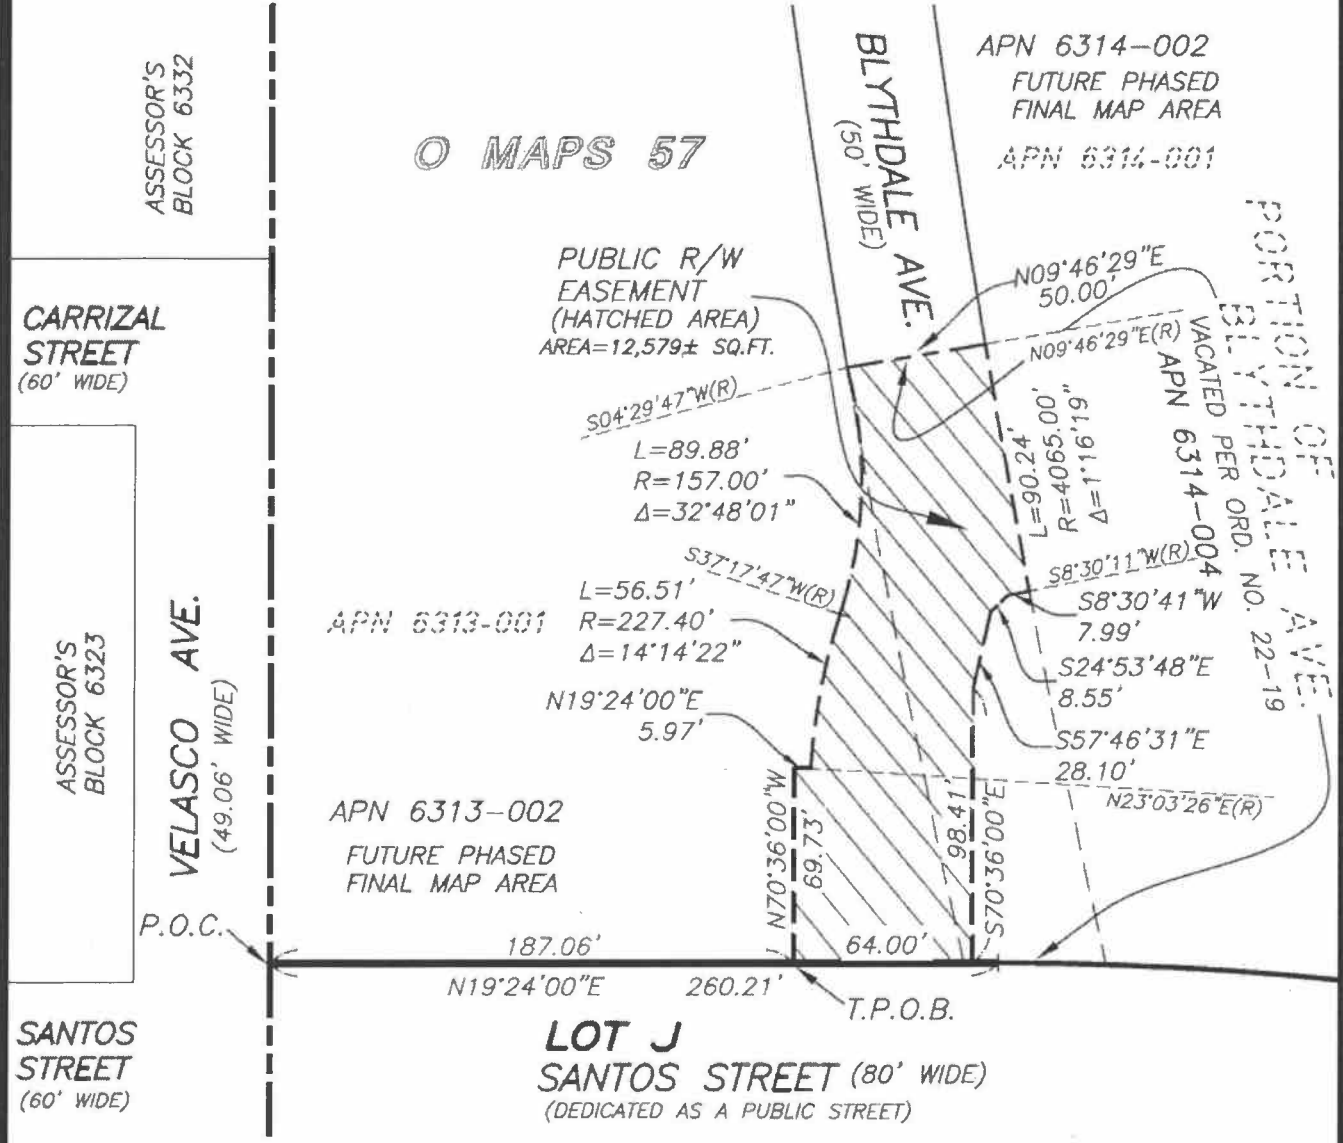 ASSESSOR'S
BLOCK 6332
O MAPS 57
BLYTHDALE AVE.
(50' WIDE)
APN 6314-002
FUTURE PHASED
FINAL MAP AREA
APN 6314-001
PORTION OF
BLYTHDALE AVE.
VACATED PER ORD. NO. 22-19
APN 6314-004
PUBLIC R/W
EASEMENT
(HATCHED AREA)
AREA=12,579± SQ.FT.
N09°46'29"E
50.00'
N09°46'29"E(R)
CARRIZAL
STREET
(60' WIDE)
S04°29'47"W(R)
L=89.88'
R=157.00'
Δ=32°48'01"
L=90.24'
R=4065.00'
Δ=1°16'19"
S37°17'47"W(R)
S8°30'11"W(R)
S8°30'41"W
7.99'
APN 6313-001
L=56.51'
R=227.40'
Δ=14°14'22"
S24°53'48"E
8.55'
ASSESSOR'S
BLOCK 6323
VELASCO AVE.
(49.06' WIDE)
N19°24'00"E
5.97'
S57°46'31"E
28.10'
N23°03'26"E(R)
APN 6313-002
FUTURE PHASED
FINAL MAP AREA
N70°36'00"W
69.73'
98.41'
S70°36'00"E
P.O.C.
187.06'
64.00'
N19°24'00"E 260.21'
T.P.O.B.
SANTOS
STREET
(60' WIDE)
LOT J
SANTOS STREET (80' WIDE)
(DEDICATED AS A PUBLIC STREET)